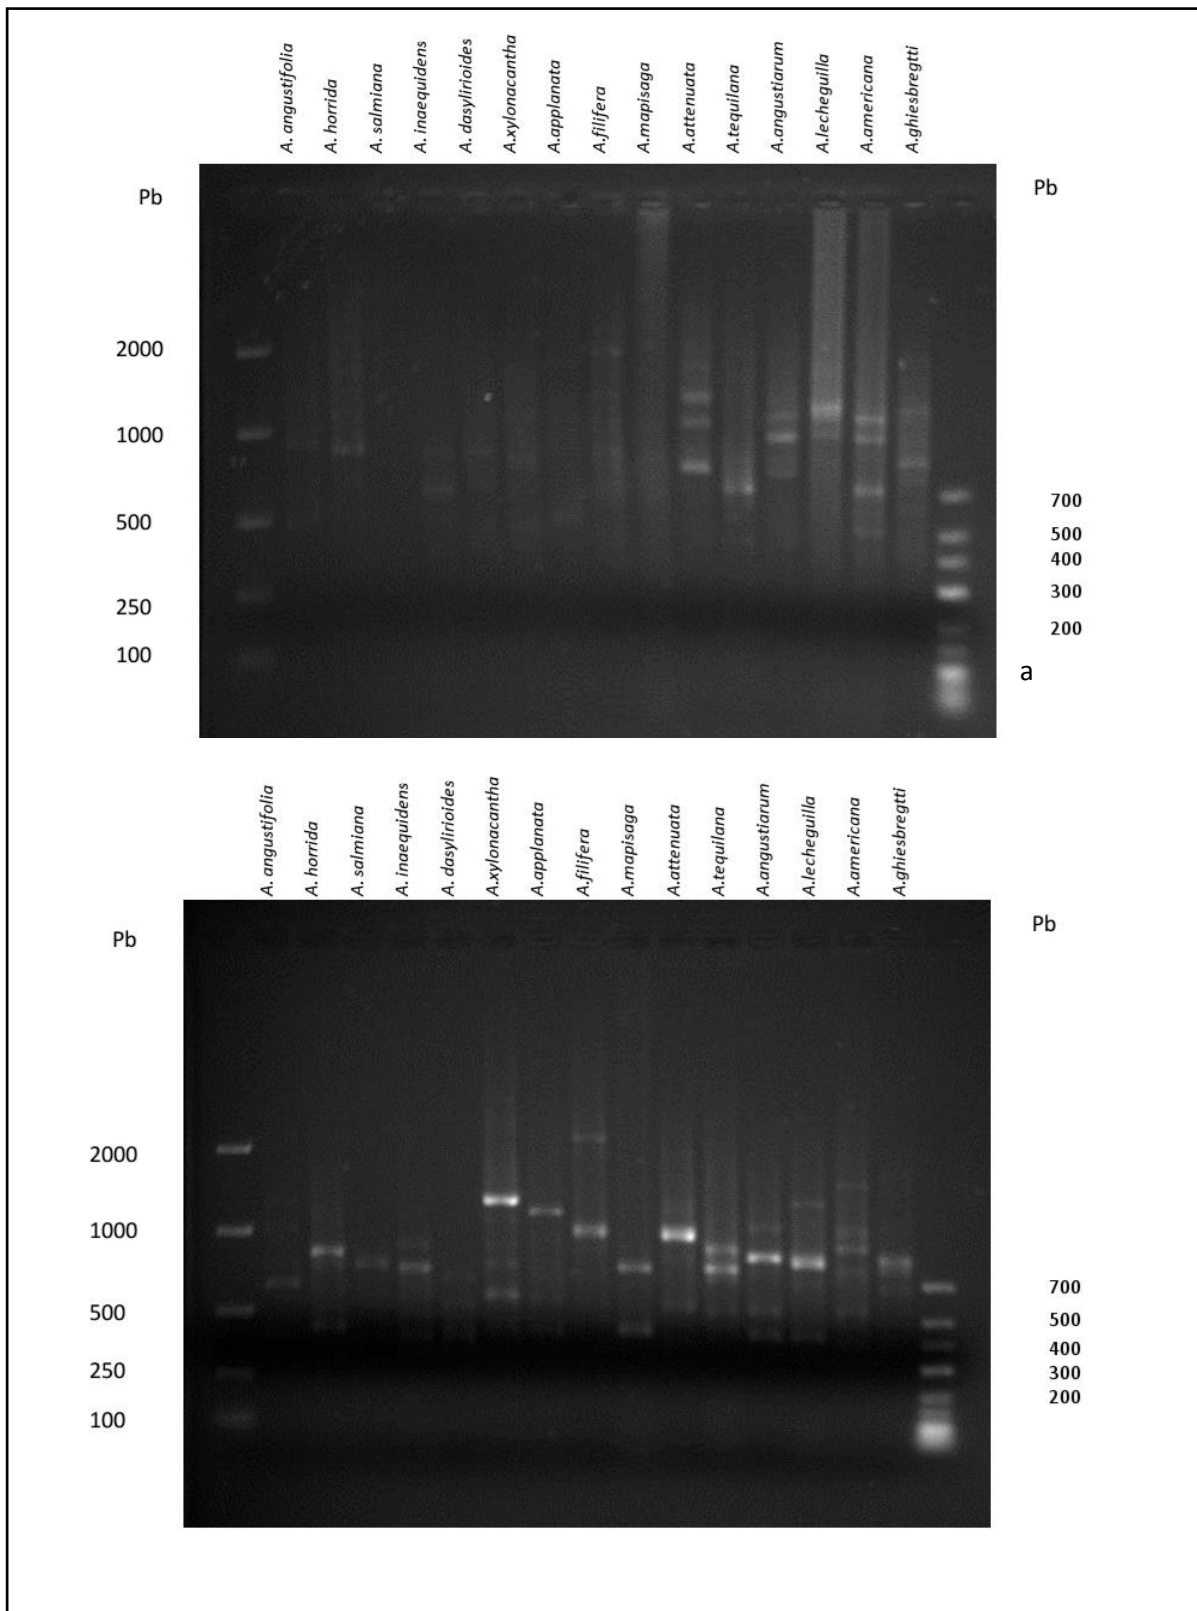 A. angustifolia
A. horrida
A. salmiana
A. inaequidens
A. dasylirioides
A.xylonacantha
A.applanata
A.filifera
A.mapisaga
A.attenuata
A.tequilana
A.angustiarum
A.lecheguilla
A.americana
A.ghiesbregtti
Pb
Pb
2000
1000
500
250
100
700
500
400
300
200
a
A. angustifolia
A. horrida
A. salmiana
A. inaequidens
A. dasylirioides
A.xylonacantha
A.applanata
A.filifera
A.mapisaga
A.attenuata
A.tequilana
A.angustiarum
A.lecheguilla
A.americana
A.ghiesbregtti
Pb
Pb
2000
1000
500
250
100
700
500
400
300
200